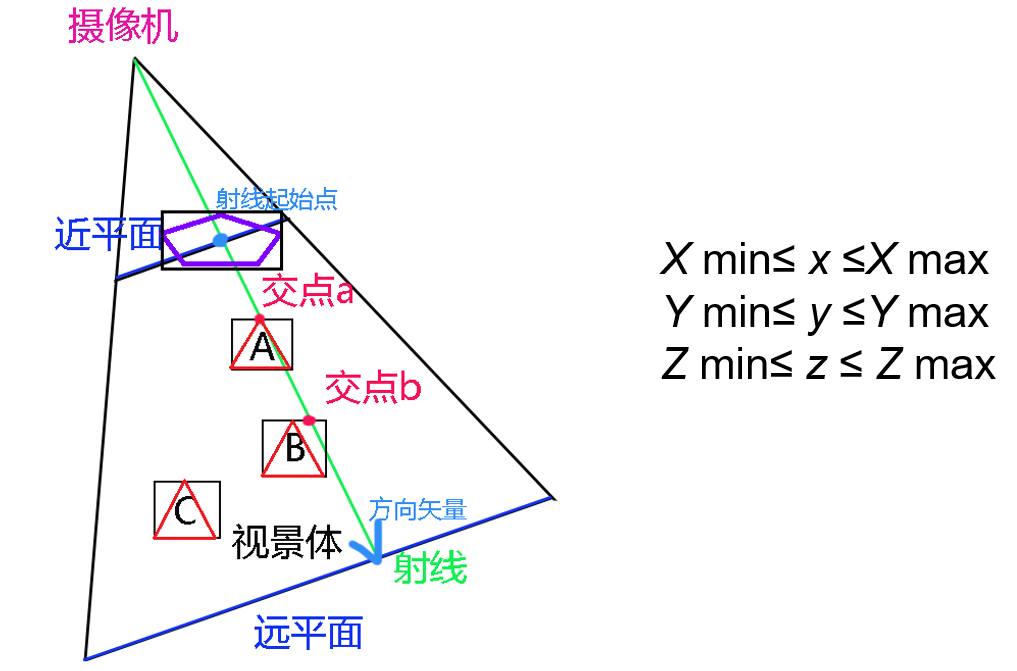 摄像机
射线起始点
近平面
交点a
A
交点b
B
C
方向矢量
视景体
射线
远平面
X min≤ x ≤X max
Y min≤ y ≤Y max
Z min≤ z ≤ Z max